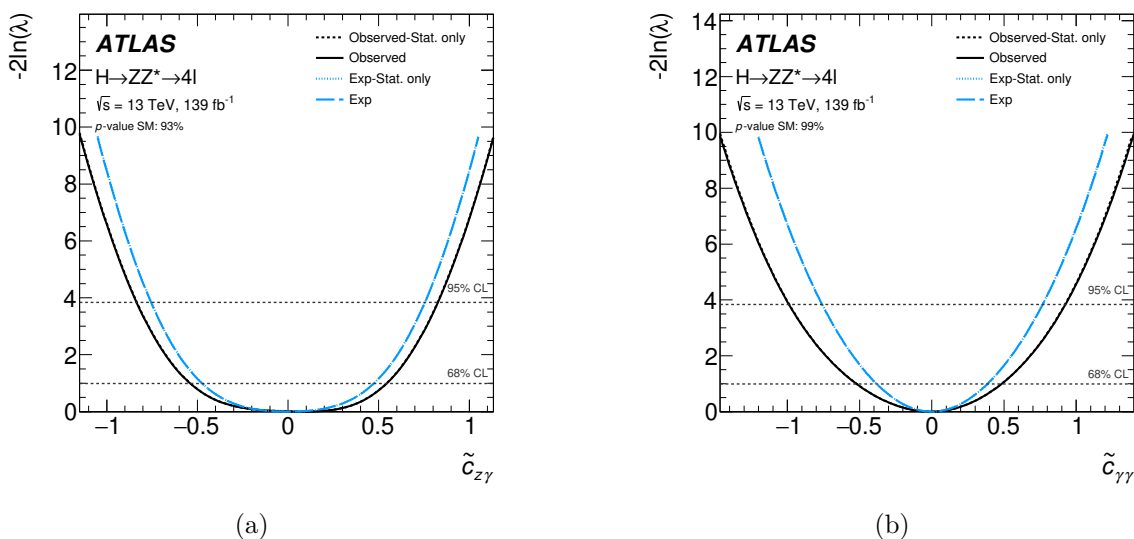 -2ln(λ)
ATLAS
H→ZZ*→4l
√s = 13 TeV, 139 fb⁻¹
p-value SM: 93%
Observed-Stat. only
Observed
Exp-Stat. only
Exp
95% CL
68% CL
12
10
8
6
4
2
0
−1 −0.5 0 0.5 1
c̃zγ
(a)
-2ln(λ)
ATLAS
H→ZZ*→4l
√s = 13 TeV, 139 fb⁻¹
p-value SM: 99%
Observed-Stat. only
Observed
Exp-Stat. only
Exp
95% CL
68% CL
14
12
10
8
6
4
2
0
−1 −0.5 0 0.5 1
c̃γγ
(b)